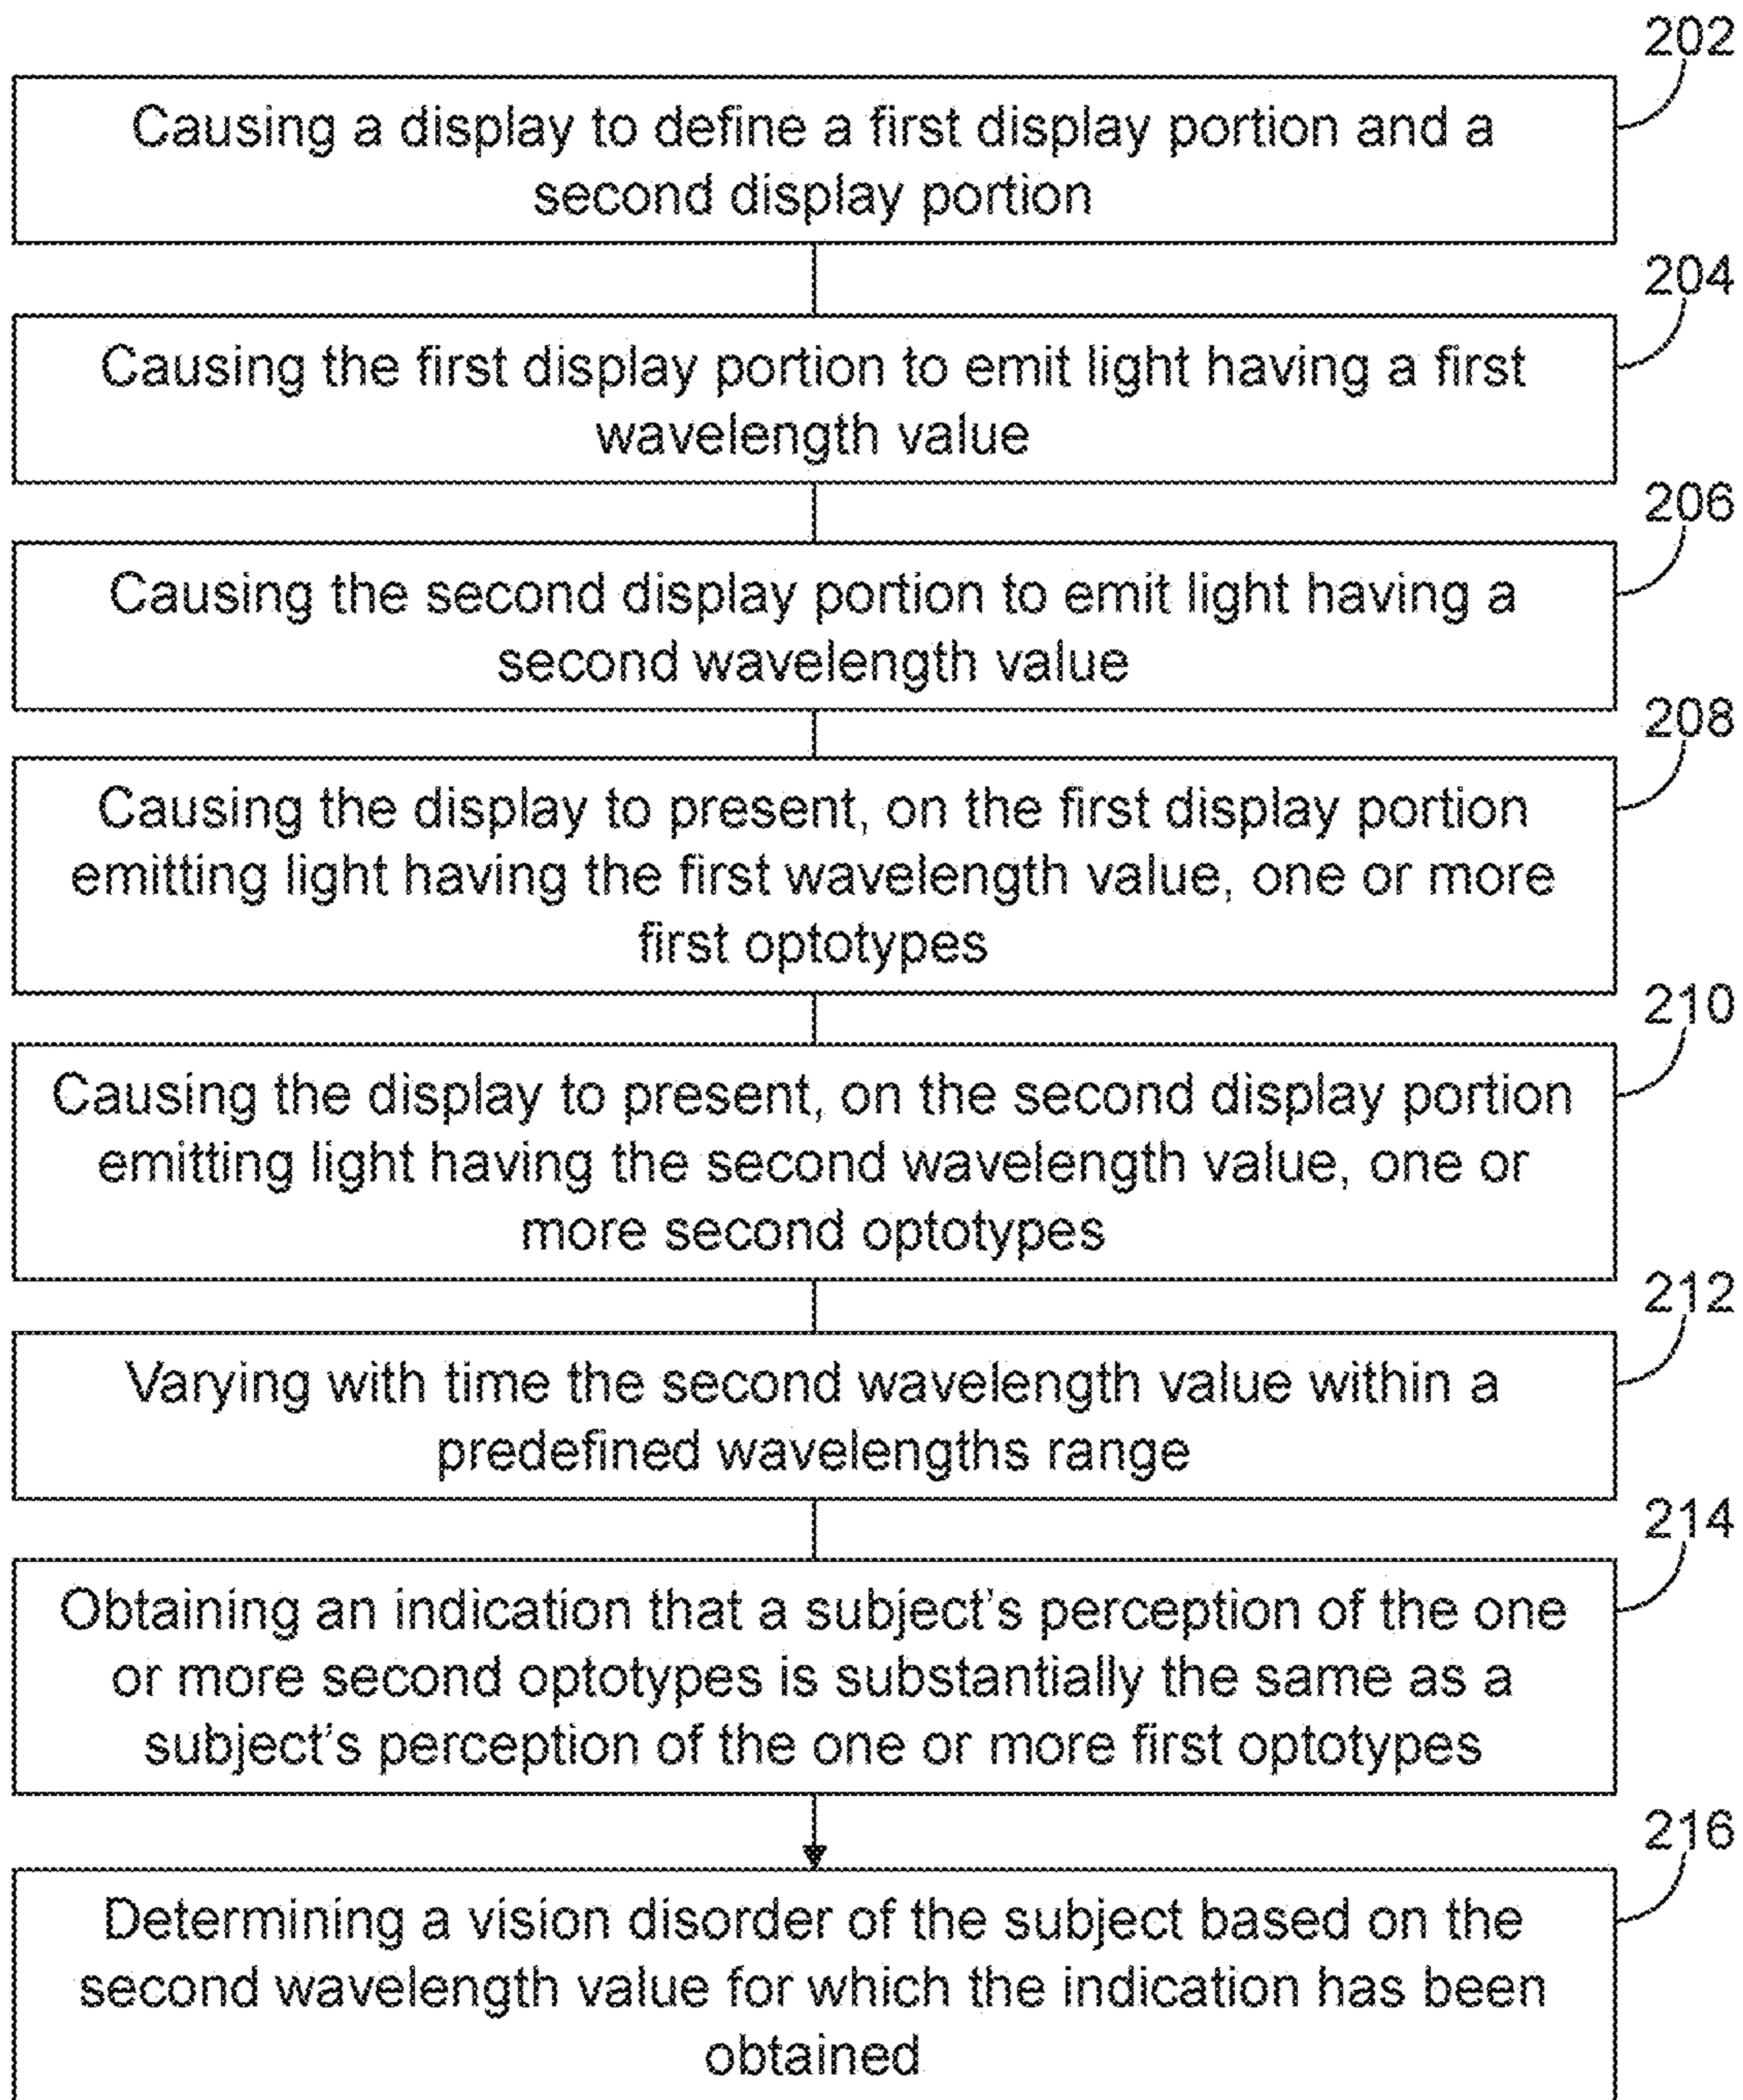 202
Causing a display to define a first display portion and a
second display portion
204
Causing the first display portion to emit light having a first
wavelength value
206
Causing the second display portion to emit light having a
second wavelength value
208
Causing the display to present, on the first display portion
emitting light having the first wavelength value, one or more
first optotypes
210
Causing the display to present, on the second display portion
emitting light having the second wavelength value, one or
more second optotypes
212
Varying with time the second wavelength value within a
predefined wavelengths range
214
Obtaining an indication that a subject's perception of the one
or more second optotypes is substantially the same as a
subject's perception of the one or more first optotypes
216
Determining a vision disorder of the subject based on the
second wavelength value for which the indication has been
obtained